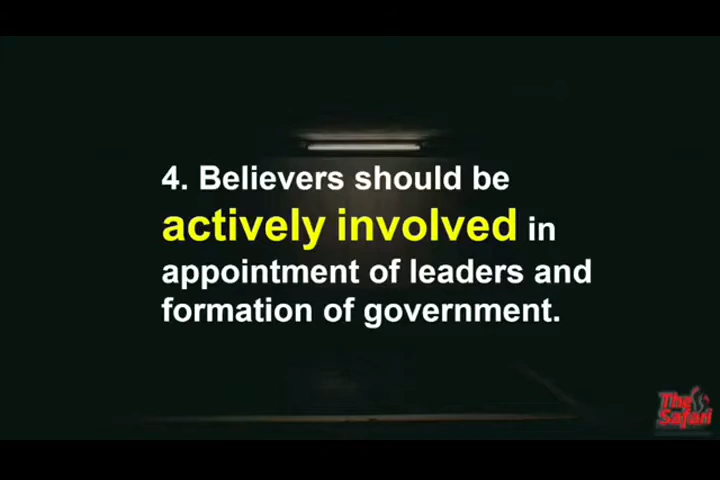 4. Believers should be
actively involved in
appointment of leaders and
formation of government.
The
Safari